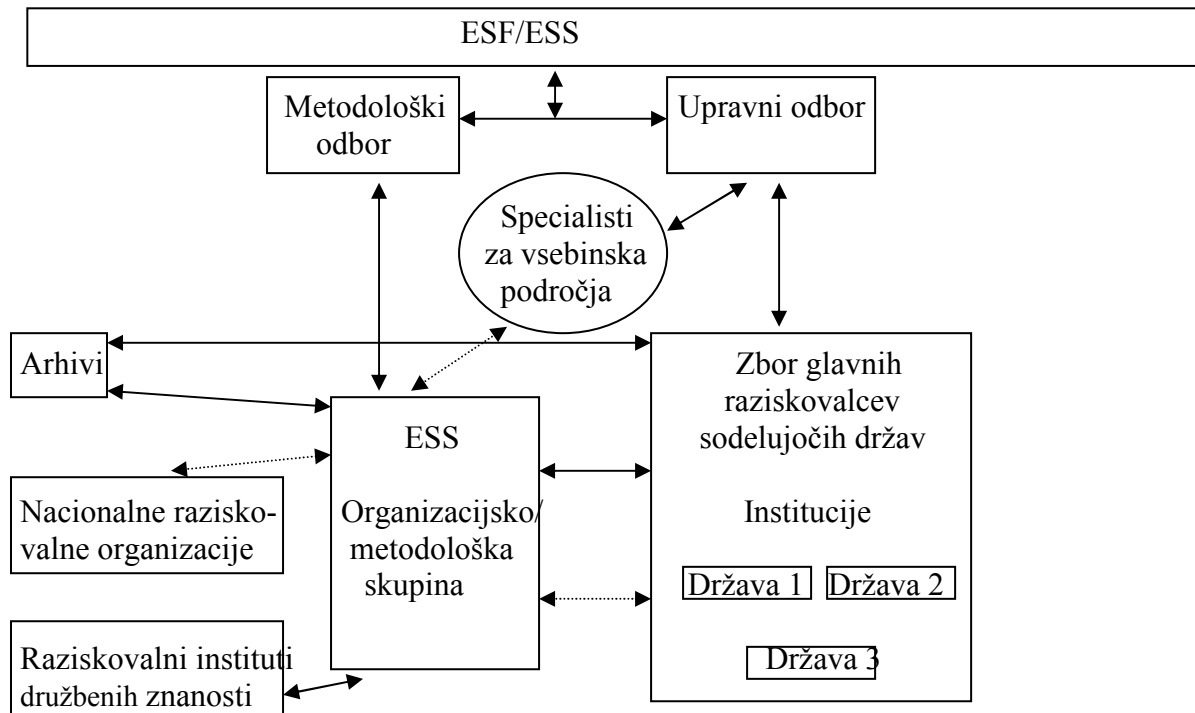 ESF/ESS
Metodološki
odbor
Upravni odbor
Specialisti
za vsebinska
področja
Arhivi
Zbor glavnih
raziskovalcev
sodelujočih držav
Institucije
Država 1
Država 2
Država 3
ESS
Organizacijsko/
metodološka
skupina
Nacionalne razisko-
valne organizacije
Raziskovalni instituti
družbenih znanosti